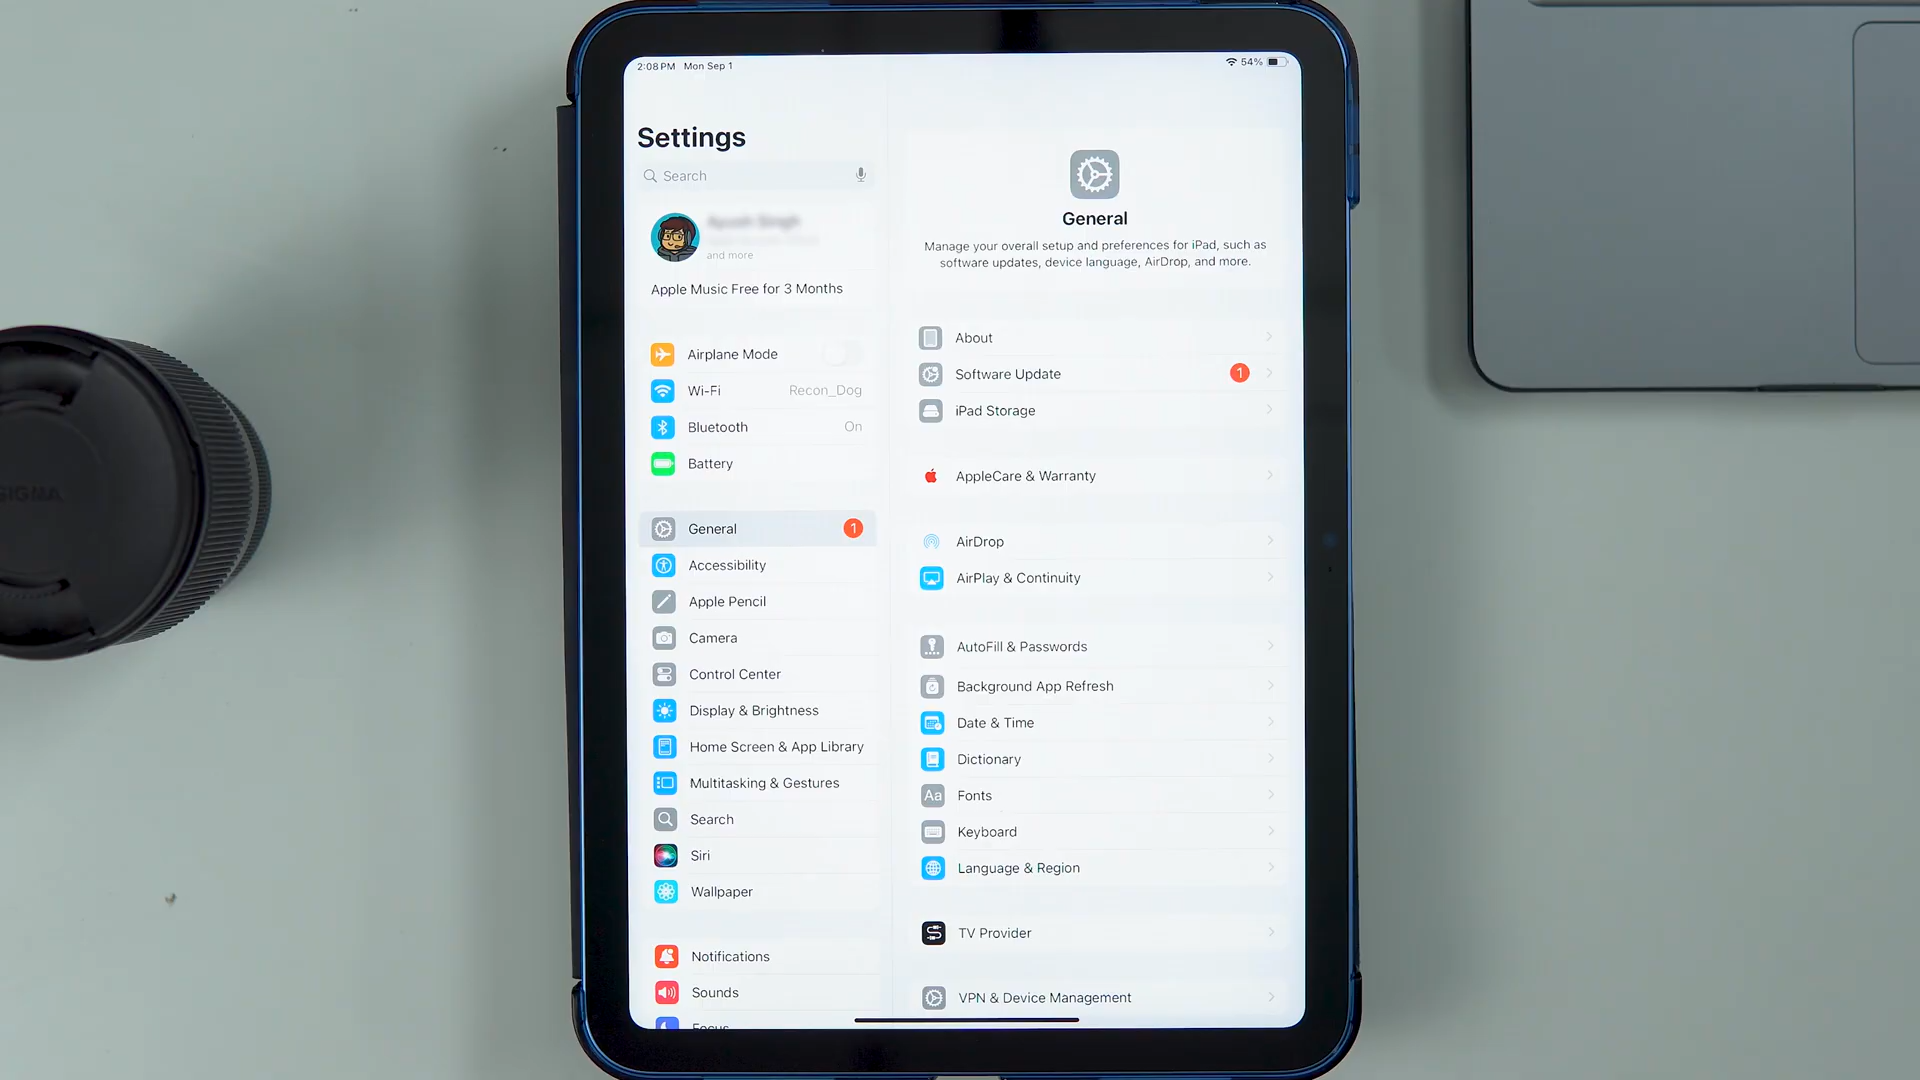 2:08 PM Mon Sep 1
54%
Settings
Search
and more
Apple Music Free for 3 Months
Airplane Mode
Wi-Fi Recon_Dog
Bluetooth On
Battery
General 1
Accessibility
Apple Pencil
Camera
Control Center
Display & Brightness
Home Screen & App Library
Multitasking & Gestures
Search
Siri
Wallpaper
Notifications
Sounds
Focus
General
Manage your overall setup and preferences for iPad, such as
software updates, device language, AirDrop, and more.
About
Software Update 1
iPad Storage
AppleCare & Warranty
AirDrop
AirPlay & Continuity
AutoFill & Passwords
Background App Refresh
Date & Time
Dictionary
Aa Fonts
Keyboard
Language & Region
TV Provider
VPN & Device Management
SIGMA